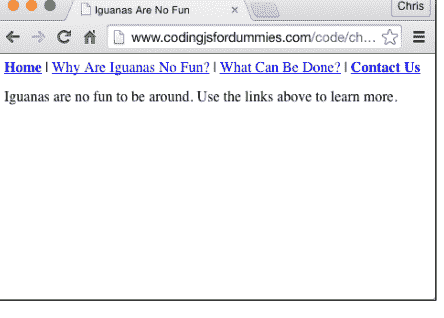 Iguanas Are No Fun
Chris
www.codingjsfordummies.com/code/ch...
Home | Why Are Iguanas No Fun? | What Can Be Done? | Contact Us
Iguanas are no fun to be around. Use the links above to learn more.